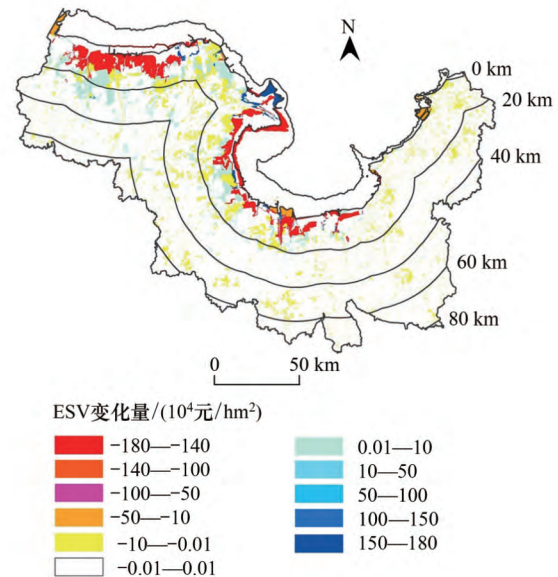 N
0 km
20 km
40 km
60 km
80 km
0 50 km
ESV变化量/(10⁴元/hm²)
-180—-140
-140—-100
-100—-50
-50—-10
-10—-0.01
-0.01—0.01
0.01—10
10—50
50—100
100—150
150—180